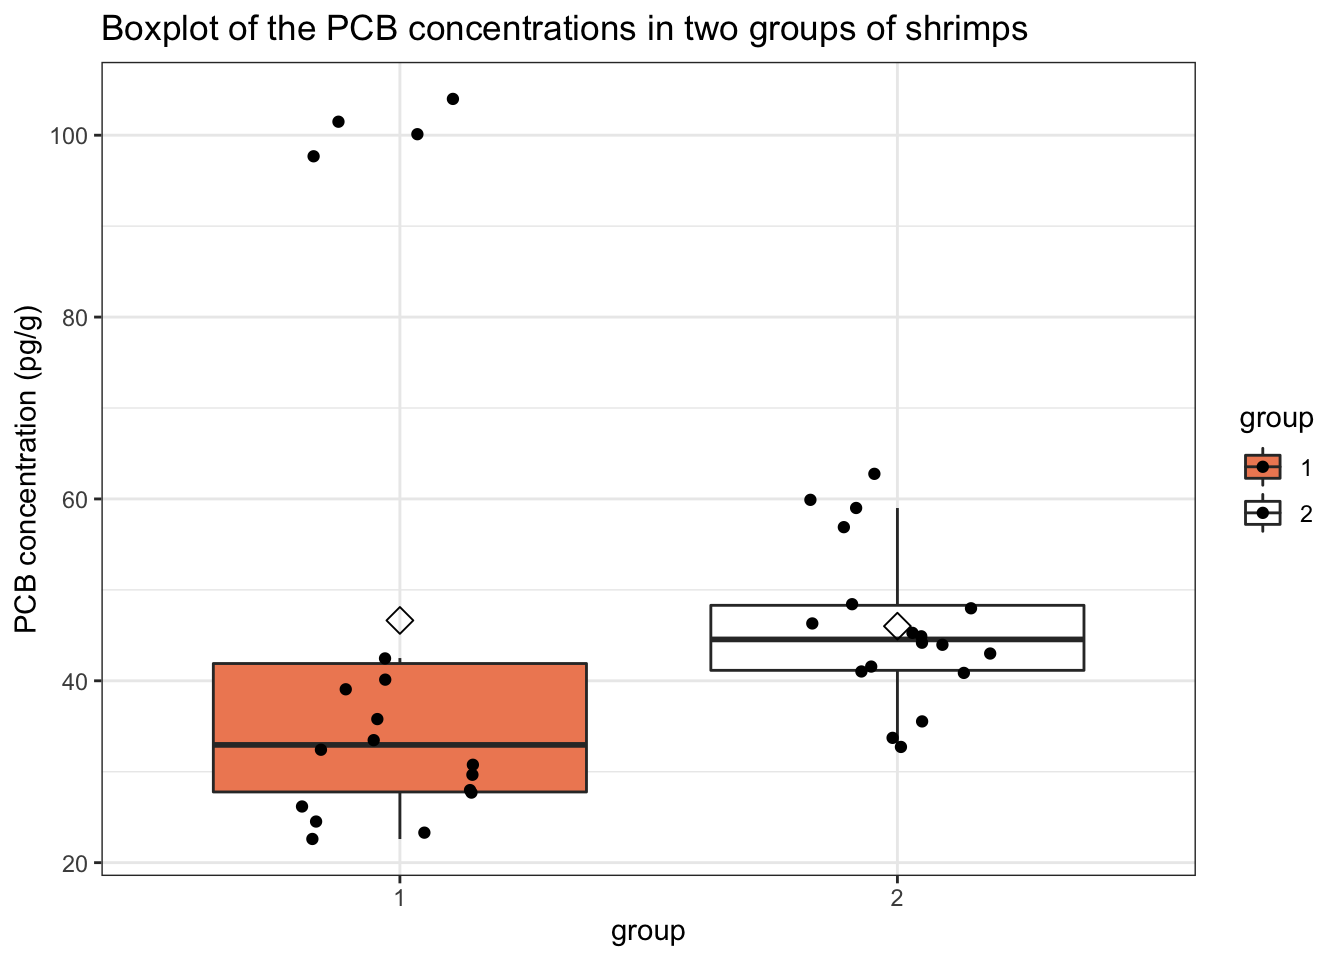 Boxplot of the PCB concentrations in two groups of shrimps
PCB concentration (pg/g)
100
80
60
40
20
1
2
group
group
1
2